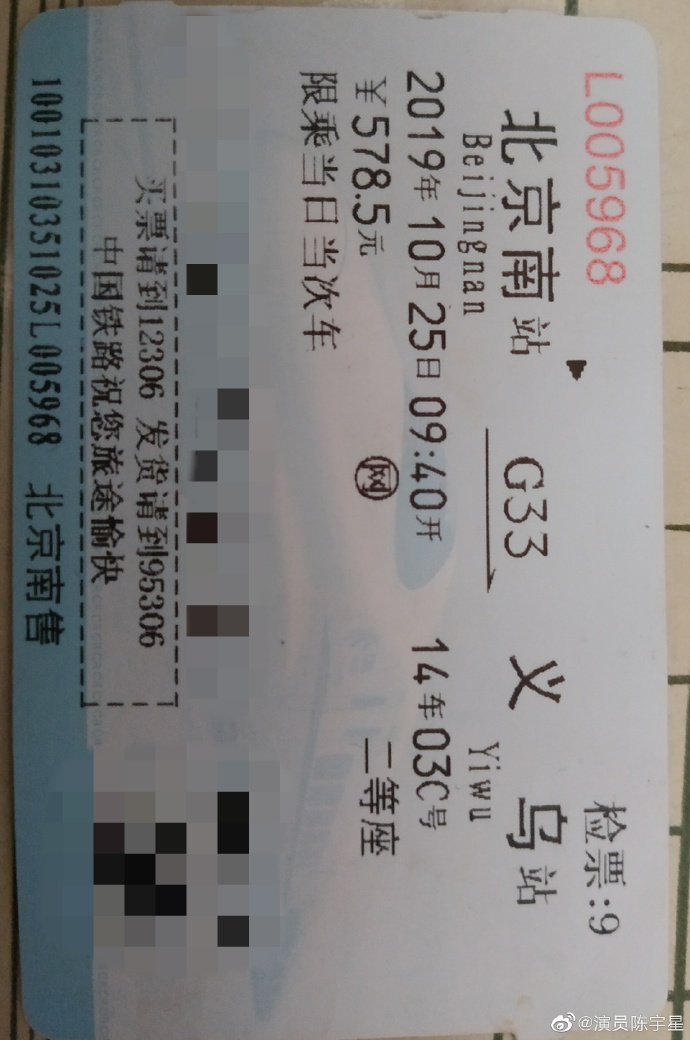 L005968
检票:9
北京南站 G33 义乌站
Beijingnan Yiwu
2019年10月25日09:40开 14车03C号
￥578.5元 网 二等座
限乘当日当次车
买票请到12306 发货请到95306
中国铁路祝您旅途愉快
10010310351025L005968 北京南售
@演员陈宇星